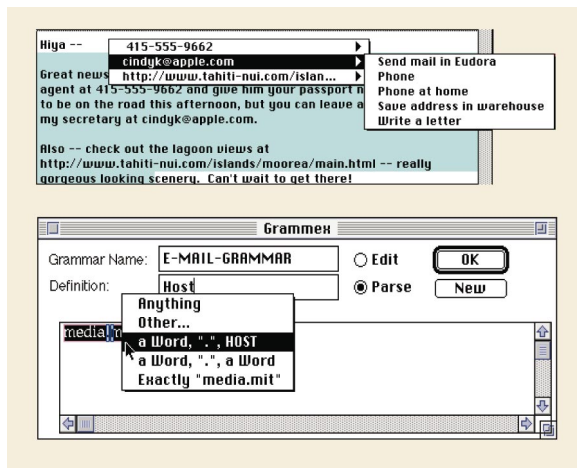 Hiya --
415-555-9662
cindyk@apple.com
http://www.tahiti-nui.com/islan...
Send mail in Eudora
Phone
Phone at home
Save address in warehouse
Write a letter
Great news
agent at 415-555-9662 and give him your passport n
to be on the road this afternoon, but you can leave a
my secretary at cindyk@apple.com.
Also -- check out the lagoon views at
http://www.tahiti-nui.com/islands/moorea/main.html -- really
gorgeous looking scenery. Can't wait to get there!
Grammex
Grammar Name: E-MAIL-GRAMMAR Edit OK
Definition: Host Parse New
Anything
Other...
a Word, ".", HOST
a Word, ".", a Word
Exactly "media.mit"
media.m